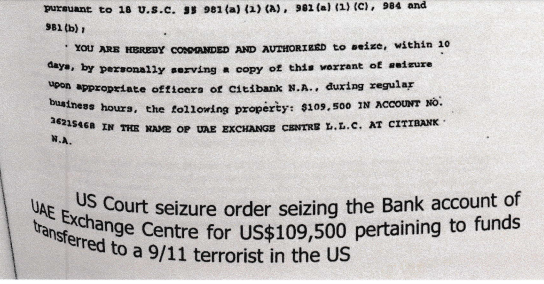 pursuant to 18 U.S.C. §§ 981(a)(1)(A), 981(a)(1)(C), 984 and
981(b);
YOU ARE HEREBY COMMANDED AND AUTHORIZED to seize, within 10
days, by personally serving a copy of this warrant of seizure
upon appropriate officers of Citibank N.A., during regular
business hours, the following property: $109,500 IN ACCOUNT NO.
36215468 IN THE NAME OF UAE EXCHANGE CENTRE L.L.C. AT CITIBANK
N.A.
US Court seizure order seizing the Bank account of
UAE Exchange Centre for US$109,500 pertaining to funds
transferred to a 9/11 terrorist in the US